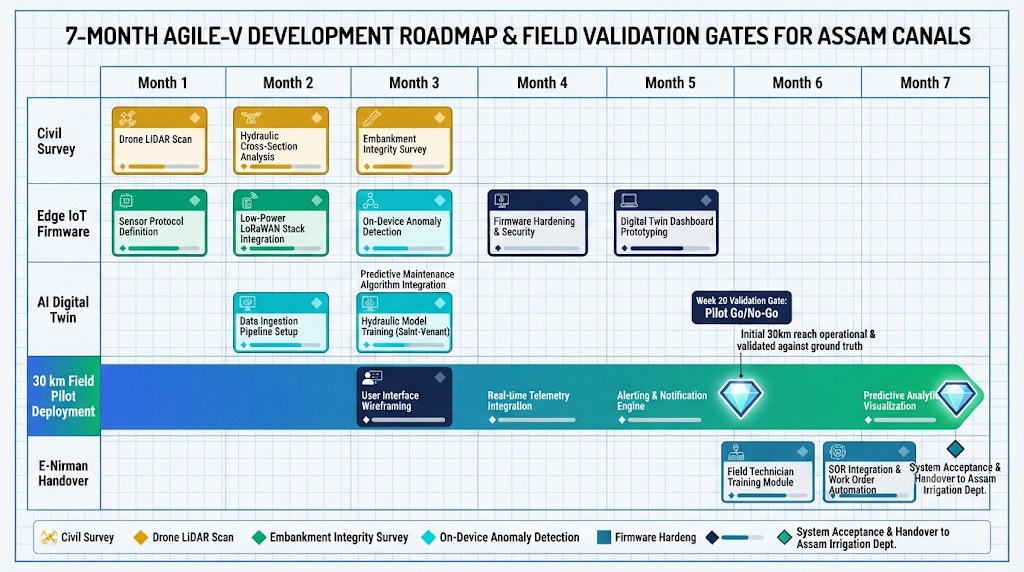 7-MONTH AGILE-V DEVELOPMENT ROADMAP & FIELD VALIDATION GATES FOR ASSAM CANALS
Month 1
Month 2
Month 3
Month 4
Month 5
Month 6
Month 7
Civil
Survey
Drone LiDAR Scan
Hydraulic
Cross-Section
Analysis
Embankment
Integrity Survey
Edge IoT
Firmware
Sensor Protocol
Definition
Low-Power
LoRaWAN Stack
Integration
On-Device Anomaly
Detection
Firmware Hardening
& Security
Digital Twin Dashboard
Prototyping
AI Digital
Twin
Data Ingestion
Pipeline Setup
Predictive Maintenance
Algorithm Integration
Hydraulic Model
Training (Saint-Venant)
Week 20 Validation Gate:
Pilot Go/No-Go
Initial 30km reach operational &
validated against ground truth
30 km Field
Pilot
Deployment
User Interface
Wireframing
Real-time Telemetry
Integration
Alerting & Notification
Engine
Predictive Analytic
Visualization
E-Nirman
Handover
Field Technician
Training Module
SOR Integration &
Work Order
Automation
System Acceptance &
Handover to Assam
Irrigation Dept.
Civil Survey
Drone LiDAR Scan
Embankment Integrity Survey
On-Device Anomaly Detection
Firmware Hardeng
System Acceptance & Handover to
Assam Irrigation Dept.